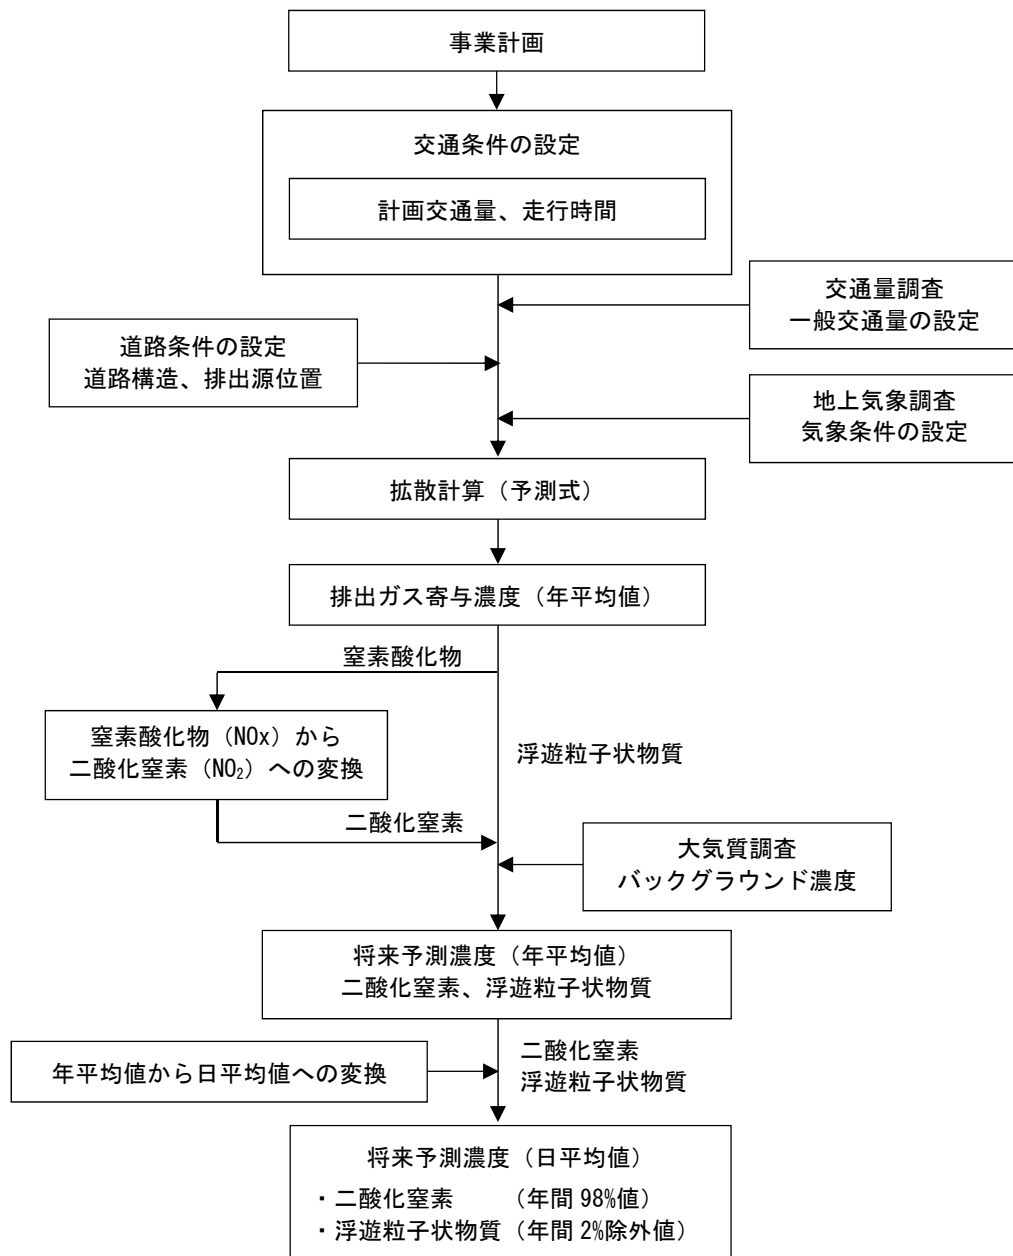 事業計画
交通条件の設定
計画交通量、走行時間
交通量調査
一般交通量の設定
道路条件の設定
道路構造、排出源位置
地上気象調査
気象条件の設定
拡散計算（予測式）
排出ガス寄与濃度（年平均値）
窒素酸化物
窒素酸化物（NOx）から
二酸化窒素（NO₂）への変換
浮遊粒子状物質
二酸化窒素
大気質調査
バックグラウンド濃度
将来予測濃度（年平均値）
二酸化窒素、浮遊粒子状物質
二酸化窒素
浮遊粒子状物質
年平均値から日平均値への変換
将来予測濃度（日平均値）
・二酸化窒素　　（年間 98%値）
・浮遊粒子状物質（年間 2%除外値）